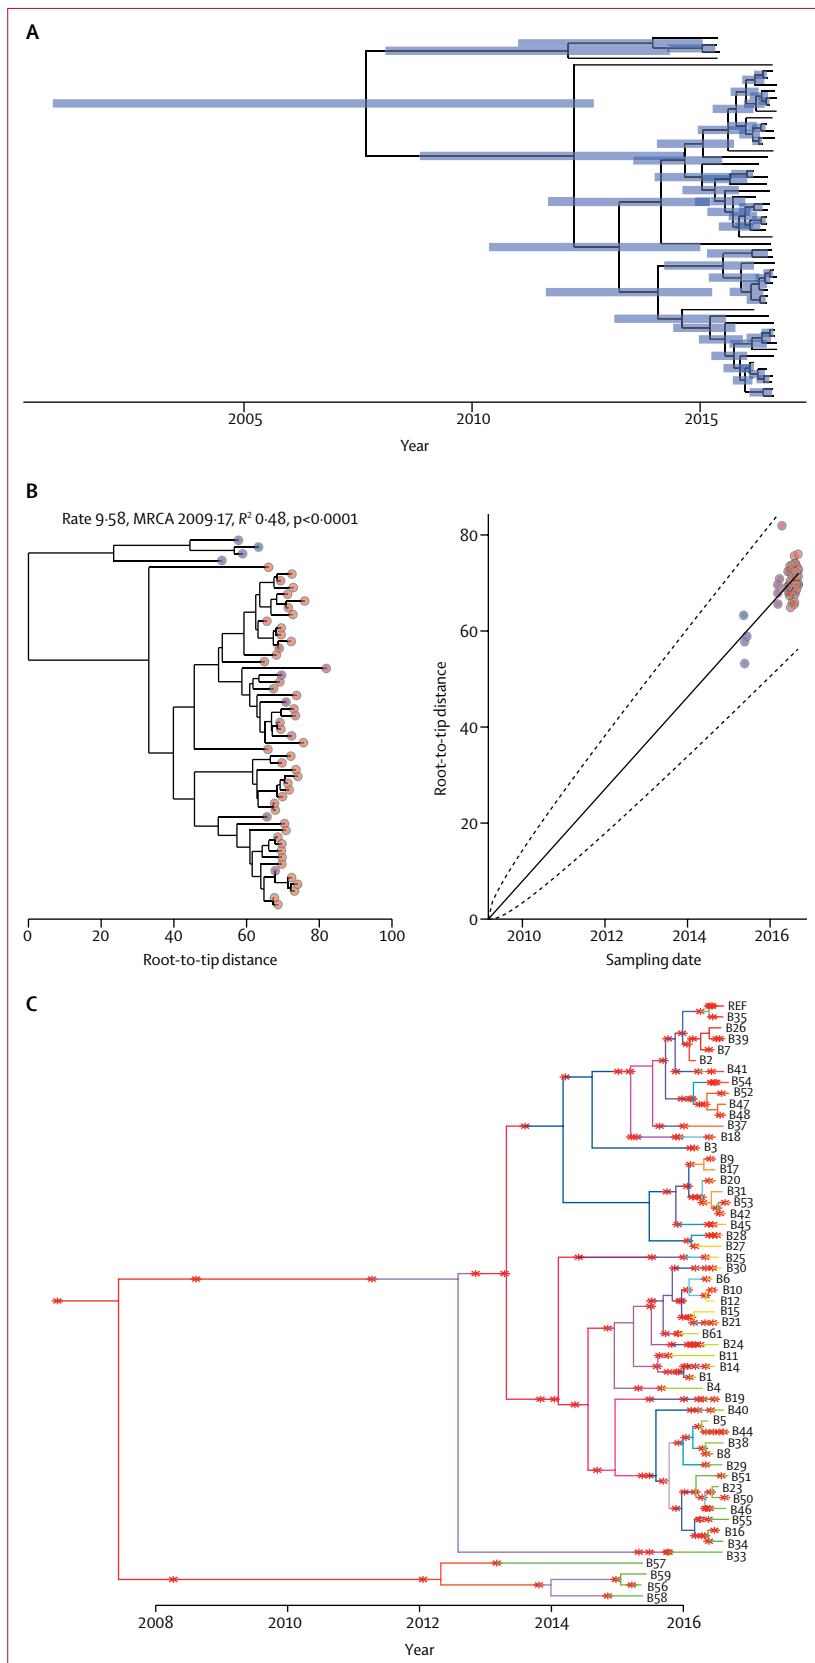 A
2005 2010 2015
Year
B
Rate 9·58, MRCA 2009·17, R² 0·48, p<0·0001
0 20 40 60 80 100
Root-to-tip distance
80
60
40
20
0
Root-to-tip distance
2010 2012 2014 2016
Sampling date
C
REF
B35
B26
B39
B7
B2
B41
B54
B52
B47
B48
B37
B18
B3
B9
B17
B20
B31
B53
B42
B45
B28
B27
B25
B30
B6
B10
B12
B15
B21
B61
B24
B11
B14
B1
B4
B19
B40
B5
B44
B38
B8
B29
B51
B23
B50
B46
B55
B16
B34
B33
B57
B59
B56
B58
2008 2010 2012 2014 2016
Year